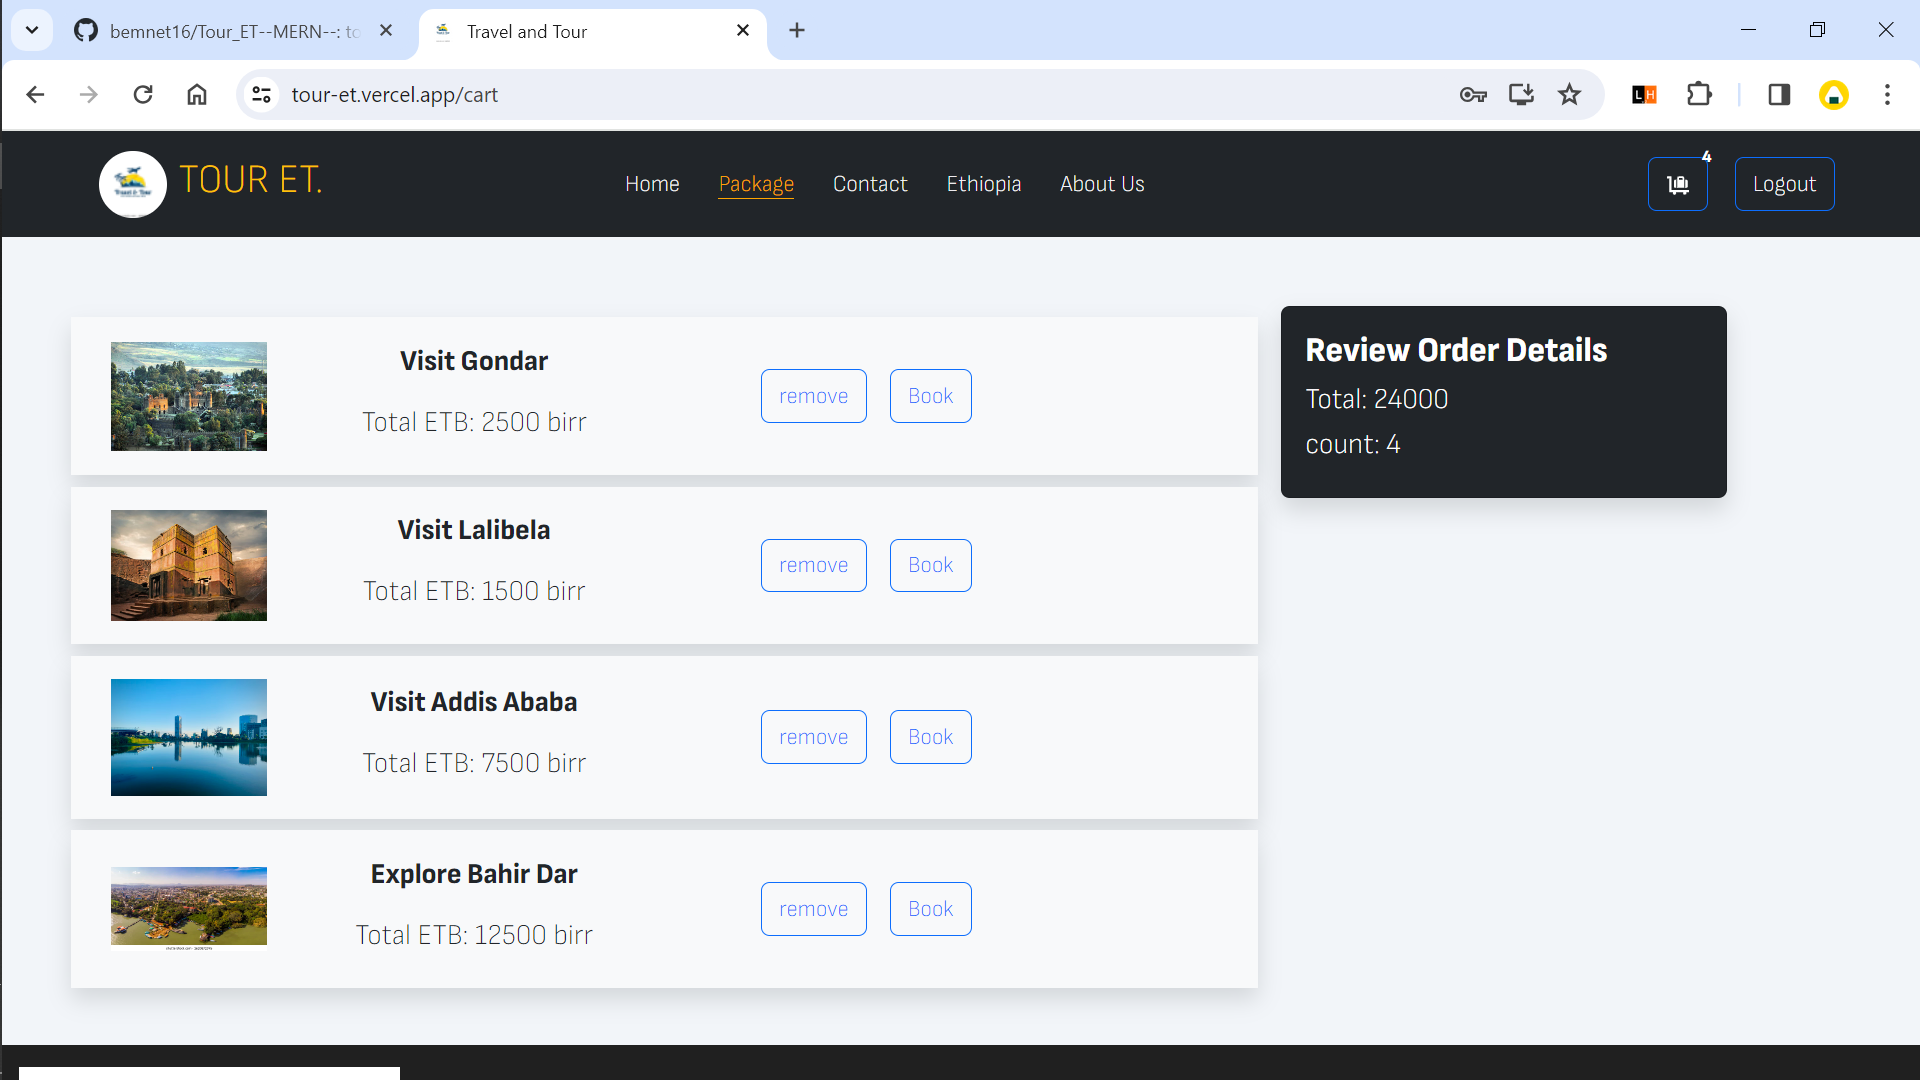 bemnet16/Tour_ET--MERN--: to
Travel and Tour
tour-et.vercel.app/cart
LH
Travel & Tour
TOUR ET.
Home
Package
Contact
Ethiopia
About Us
4
Logout
Visit Gondar
Total ETB: 2500 birr
remove
Book
Visit Lalibela
Total ETB: 1500 birr
remove
Book
Visit Addis Ababa
Total ETB: 7500 birr
remove
Book
Explore Bahir Dar
Total ETB: 12500 birr
remove
Book
Review Order Details
Total: 24000
count: 4